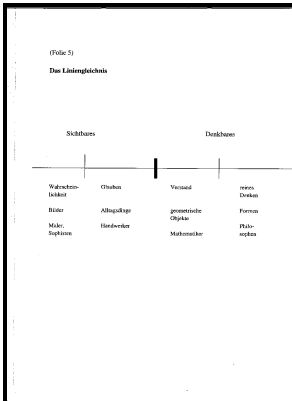 (Folie 5)
Das Liniengleichnis
Sichtbares Denkbares
Wahrschein- Glauben Verstand reines
lichkeit Denken
Bilder Alltagsdinge geometrische Formen
Objekte
Maler, Handwerker Philo-
Sophisten Mathematiker sophen